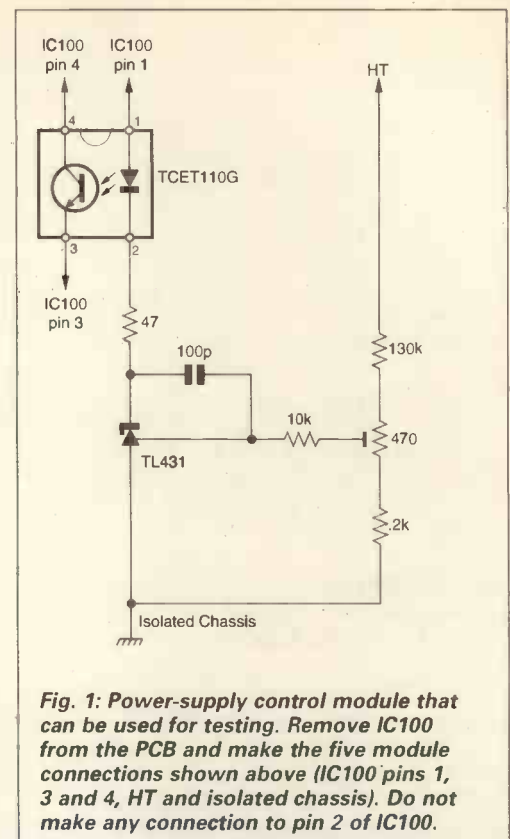 IC100
pin 4
IC100
pin 1
HT
4
1
TCET110G
3
2
IC100
pin 3
47
100p
130k
10k
470
TL431
.2k
Isolated Chassis
Fig. 1: Power-supply control module that
can be used for testing. Remove IC100
from the PCB and make the five module
connections shown above (IC100 pins 1,
3 and 4, HT and isolated chassis). Do not
make any connection to pin 2 of IC100.